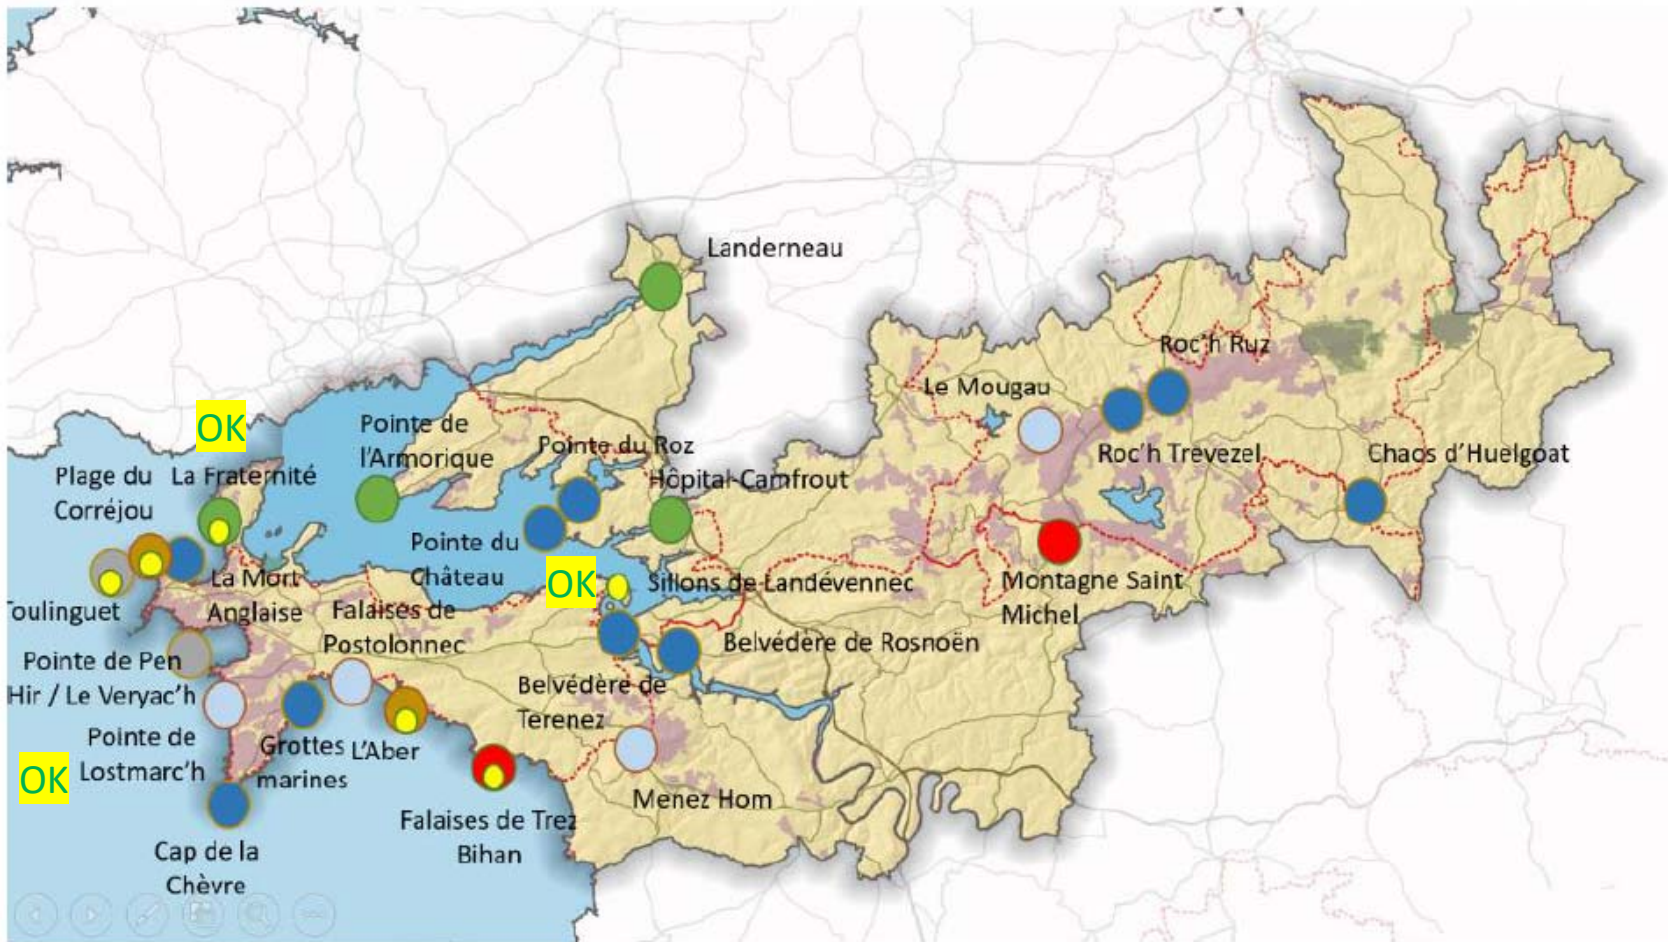 Landerneau
Roc'h Ruz
Le Mougau
OK
Pointe de
l'Armorique
Pointe du Roz
Roc'h Trevezel
Chaos d'Huelgoat
Plage du
Corréjou
La Fraternité
Hôpital-Camfrout
Pointe du
Château
OK
Sillons de Landévennec
Montagne Saint
Michel
Toulinguet
La Mort
Anglaise
Falaises de
Postolonnec
Belvédère de Rosnoën
Pointe de Pen
Hir / Le Veryac'h
Belvédère de
Terenez
Pointe de
Lostmarc'h
OK
Grottes
marines
L'Aber
Menez Hom
Falaises de Trez
Bihan
Cap de la
Chèvre